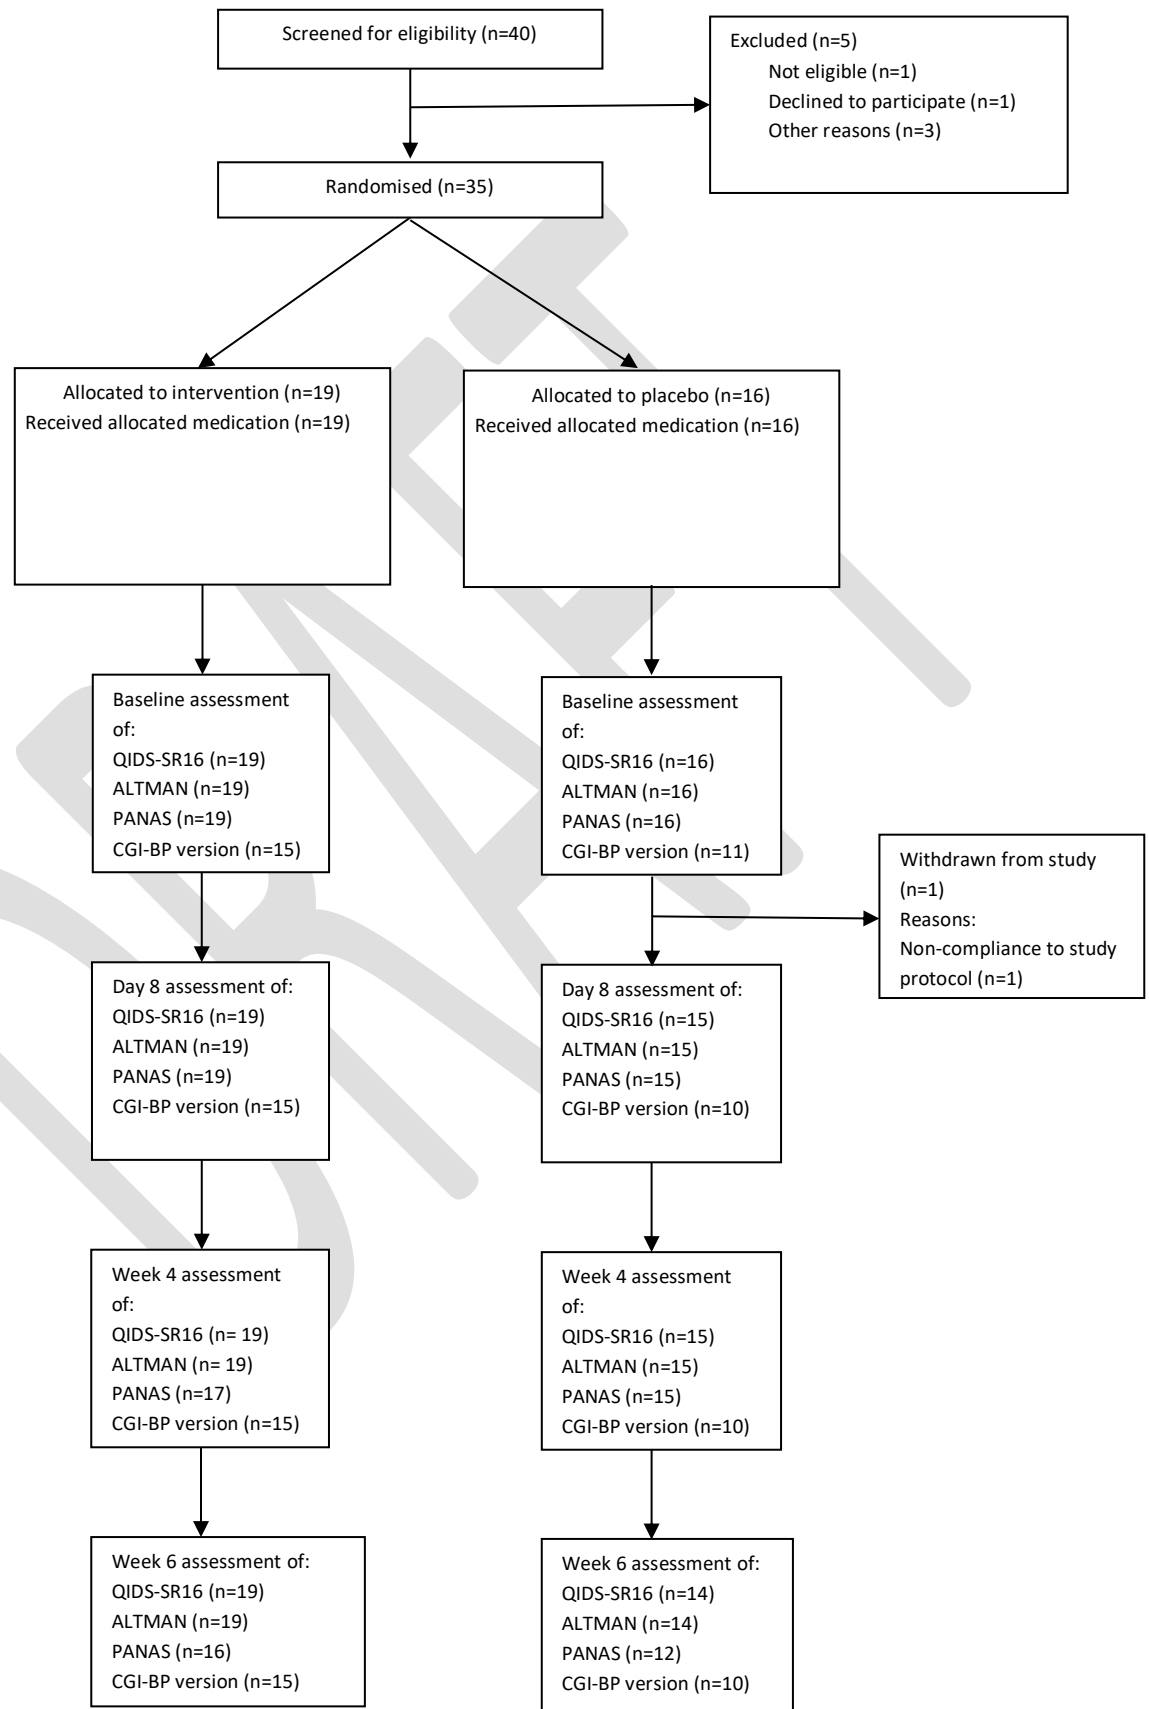 Screened for eligibility (n=40)
Excluded (n=5)
Not eligible (n=1)
Declined to participate (n=1)
Other reasons (n=3)
Randomised (n=35)
Allocated to intervention (n=19)
Received allocated medication (n=19)
Allocated to placebo (n=16)
Received allocated medication (n=16)
Baseline assessment
of:
QIDS-SR16 (n=19)
ALTMAN (n=19)
PANAS (n=19)
CGI-BP version (n=15)
Baseline assessment
of:
QIDS-SR16 (n=16)
ALTMAN (n=16)
PANAS (n=16)
CGI-BP version (n=11)
Withdrawn from study
(n=1)
Reasons:
Non-compliance to study
protocol (n=1)
Day 8 assessment of:
QIDS-SR16 (n=19)
ALTMAN (n=19)
PANAS (n=19)
CGI-BP version (n=15)
Day 8 assessment of:
QIDS-SR16 (n=15)
ALTMAN (n=15)
PANAS (n=15)
CGI-BP version (n=10)
Week 4 assessment
of:
QIDS-SR16 (n= 19)
ALTMAN (n= 19)
PANAS (n=17)
CGI-BP version (n=15)
Week 4 assessment
of:
QIDS-SR16 (n=15)
ALTMAN (n=15)
PANAS (n=15)
CGI-BP version (n=10)
Week 6 assessment of:
QIDS-SR16 (n=19)
ALTMAN (n=19)
PANAS (n=16)
CGI-BP version (n=15)
Week 6 assessment of:
QIDS-SR16 (n=14)
ALTMAN (n=14)
PANAS (n=12)
CGI-BP version (n=10)
DRAFT